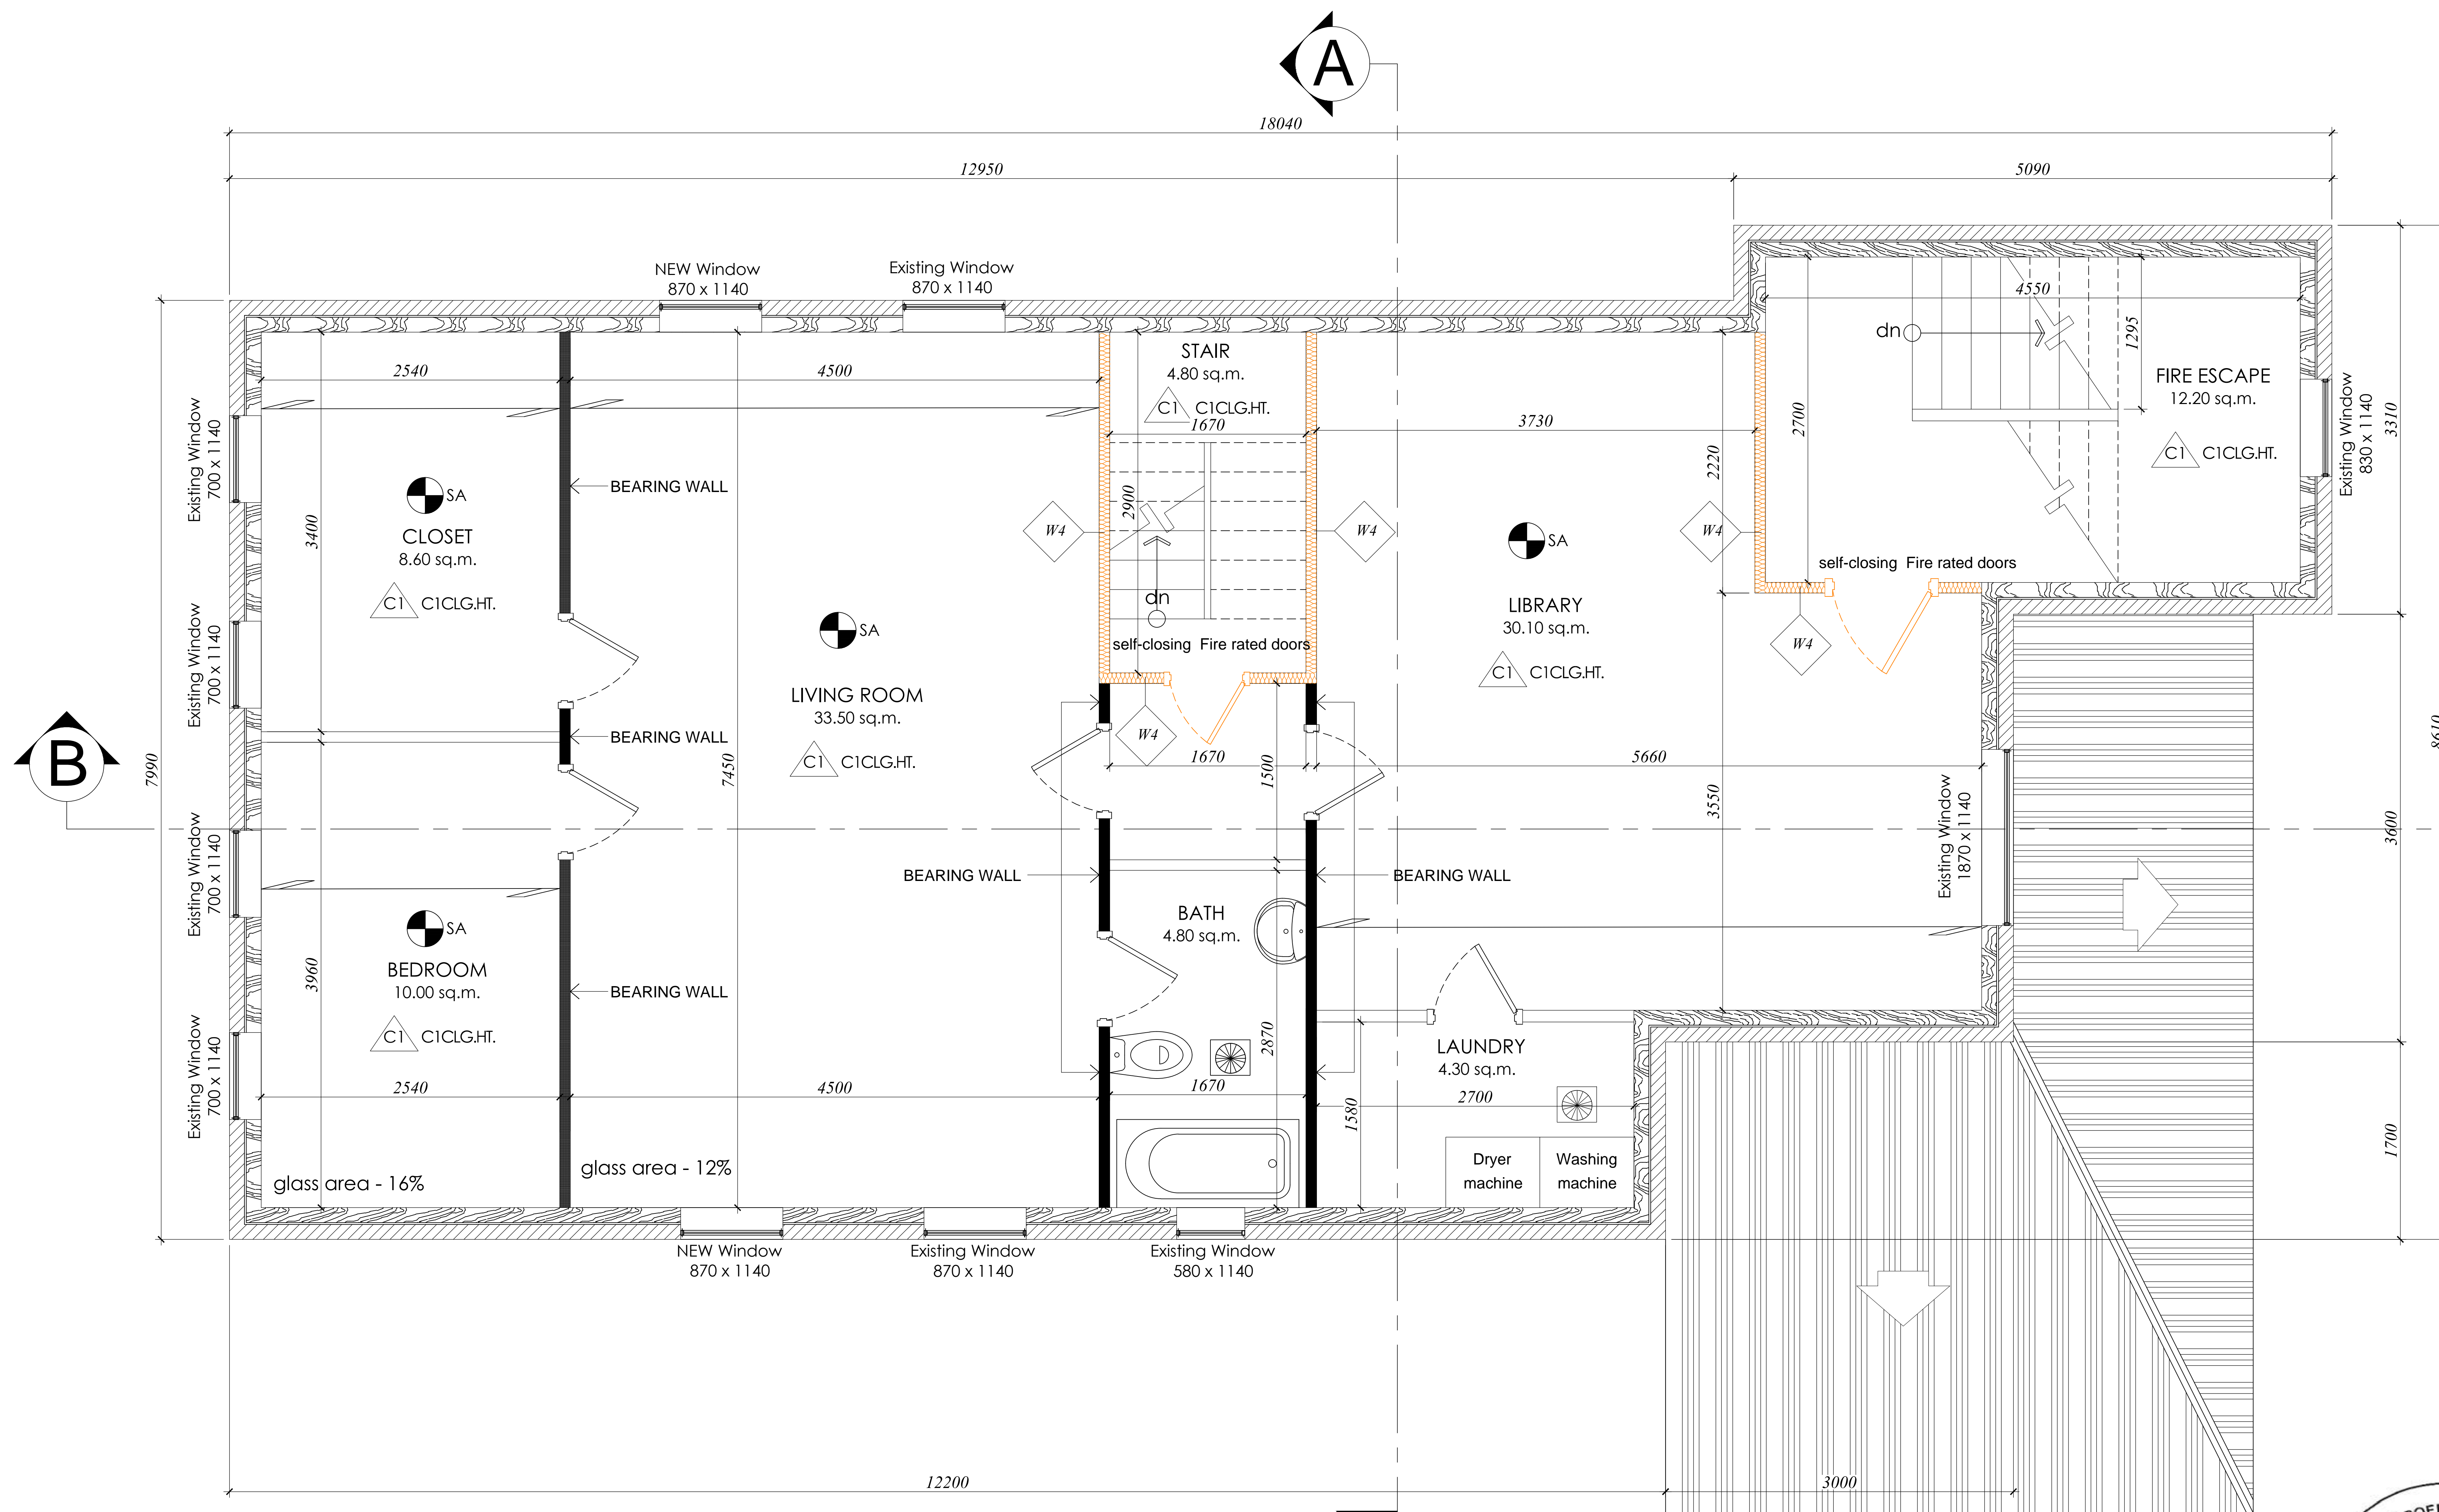 A
18040
12950
5090
NEW Window
870 x 1140
Existing Window
870 x 1140
STAIR
4.80 sq.m.
C1 C1CLG.HT.
1670
2540
4500
3730
2220
2900
W4
W4
W4
4550
dn
1295
2700
FIRE ESCAPE
12.20 sq.m.
C1 C1CLG.HT.
Existing Window
830 x 1140
3310
self-closing Fire rated doors
W4
Existing Window
700 x 1140
BEARING WALL
SA
CLOSET
8.60 sq.m.
C1 C1CLG.HT.
3400
SA
LIVING ROOM
33.50 sq.m.
C1 C1CLG.HT.
dn
self-closing Fire rated doors
W4
SA
LIBRARY
30.10 sq.m.
C1 C1CLG.HT.
Existing Window
700 x 1140
BEARING WALL
B
7990
7450
1670
1500
5660
3550
Existing Window
1870 x 1140
3600
8610
Existing Window
700 x 1140
BEARING WALL
BEARING WALL
BATH
4.80 sq.m.
SA
BEDROOM
10.00 sq.m.
C1 C1CLG.HT.
3960
BEARING WALL
2870
LAUNDRY
4.30 sq.m.
Existing Window
700 x 1140
2540
4500
1670
2700
1580
1700
glass area - 16%
glass area - 12%
Dryer
machine
Washing
machine
NEW Window
870 x 1140
Existing Window
870 x 1140
Existing Window
580 x 1140
12200
3000